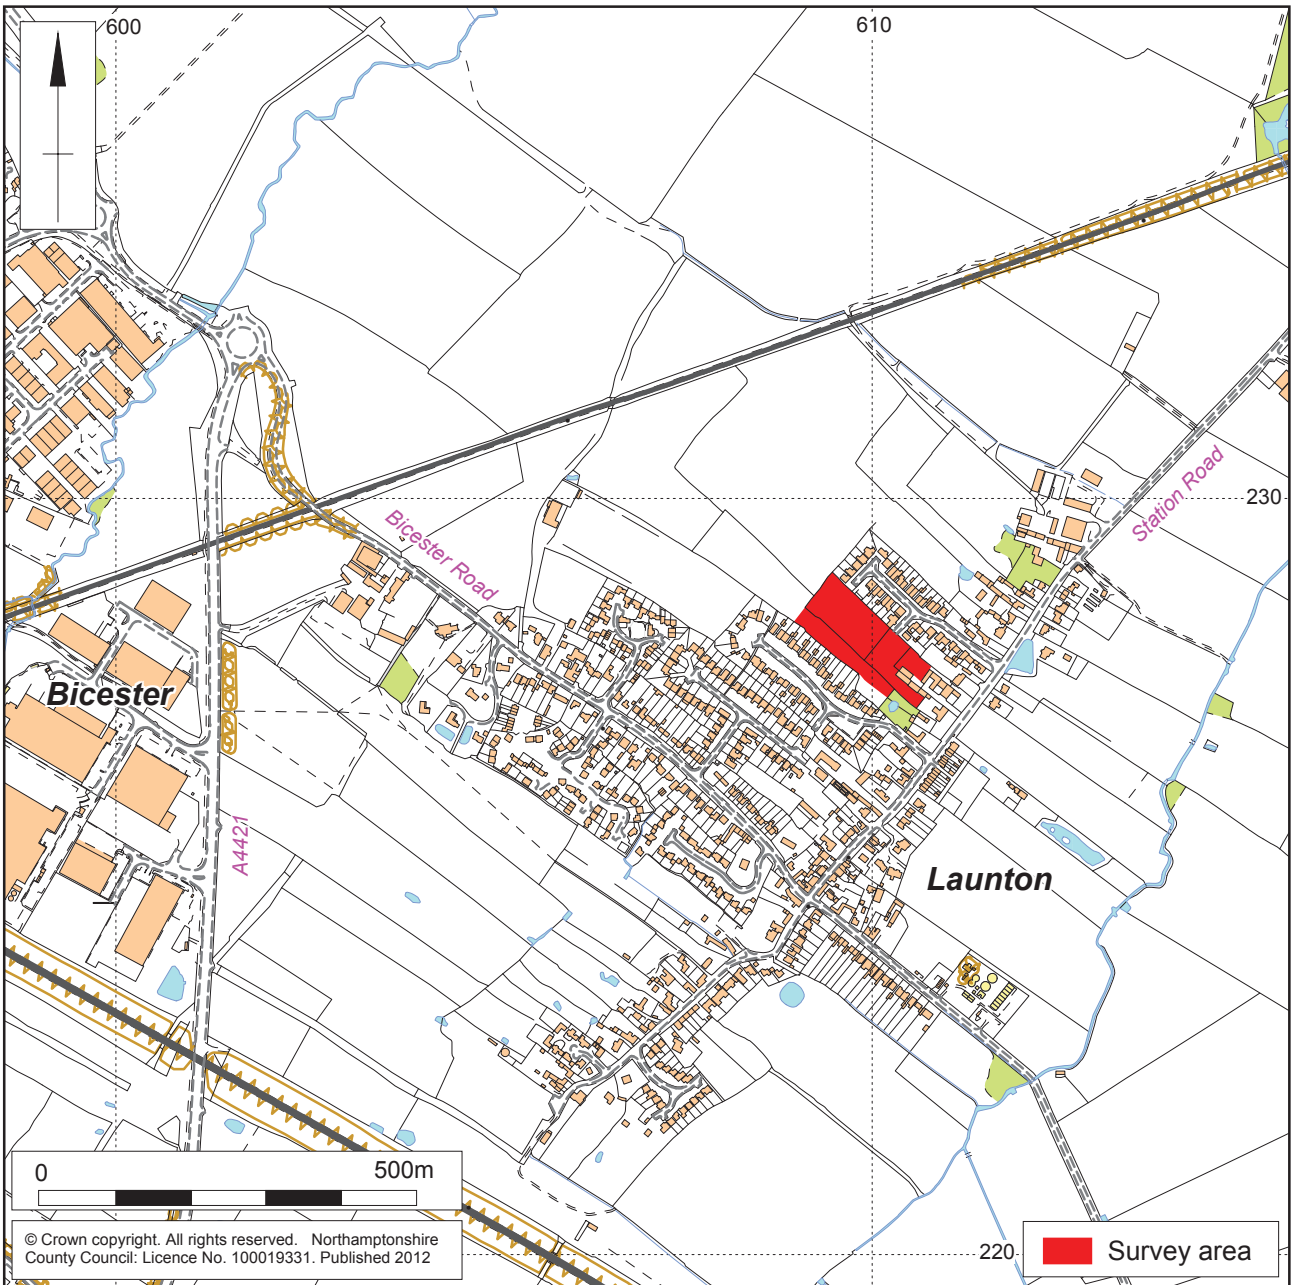 600
610
230
Station Road
Bicester Road
Bicester
A4421
Launton
0 500m
© Crown copyright. All rights reserved. Northamptonshire
County Council: Licence No. 100019331. Published 2012
220
Survey area